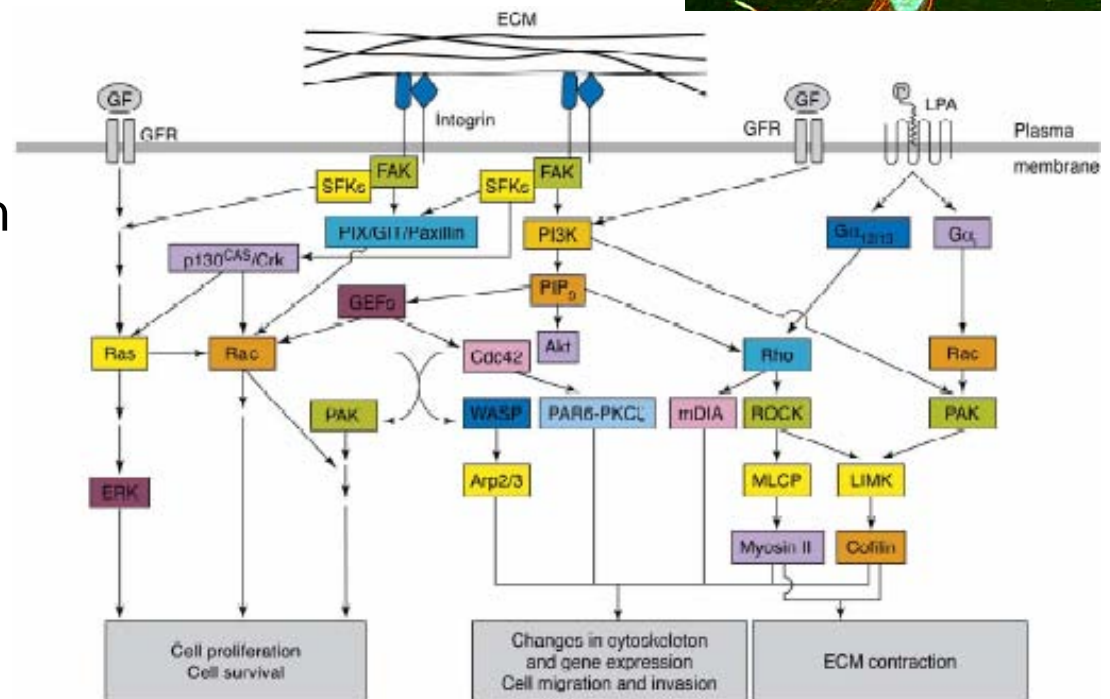 ECM
GF
GFR
Integrin
GF
GFR
LPA
Plasma
membrane
n
SFKs
FAK
SFKs
FAK
PIX/GIT/Paxillin
PI3K
Gα12/13
Gαi
p130CAS/Crk
GEFs
PIP3
Akt
Ras
Rac
Cdc42
Rho
Rac
PAK
WASP
PAR6-PKCζ
mDIA
ROCK
PAK
ERK
Arp2/3
MLCP
LIMK
Myosin II
Cofilin
Cell proliferation
Cell survival
Changes in cytoskeleton
and gene expression
Cell migration and invasion
ECM contraction